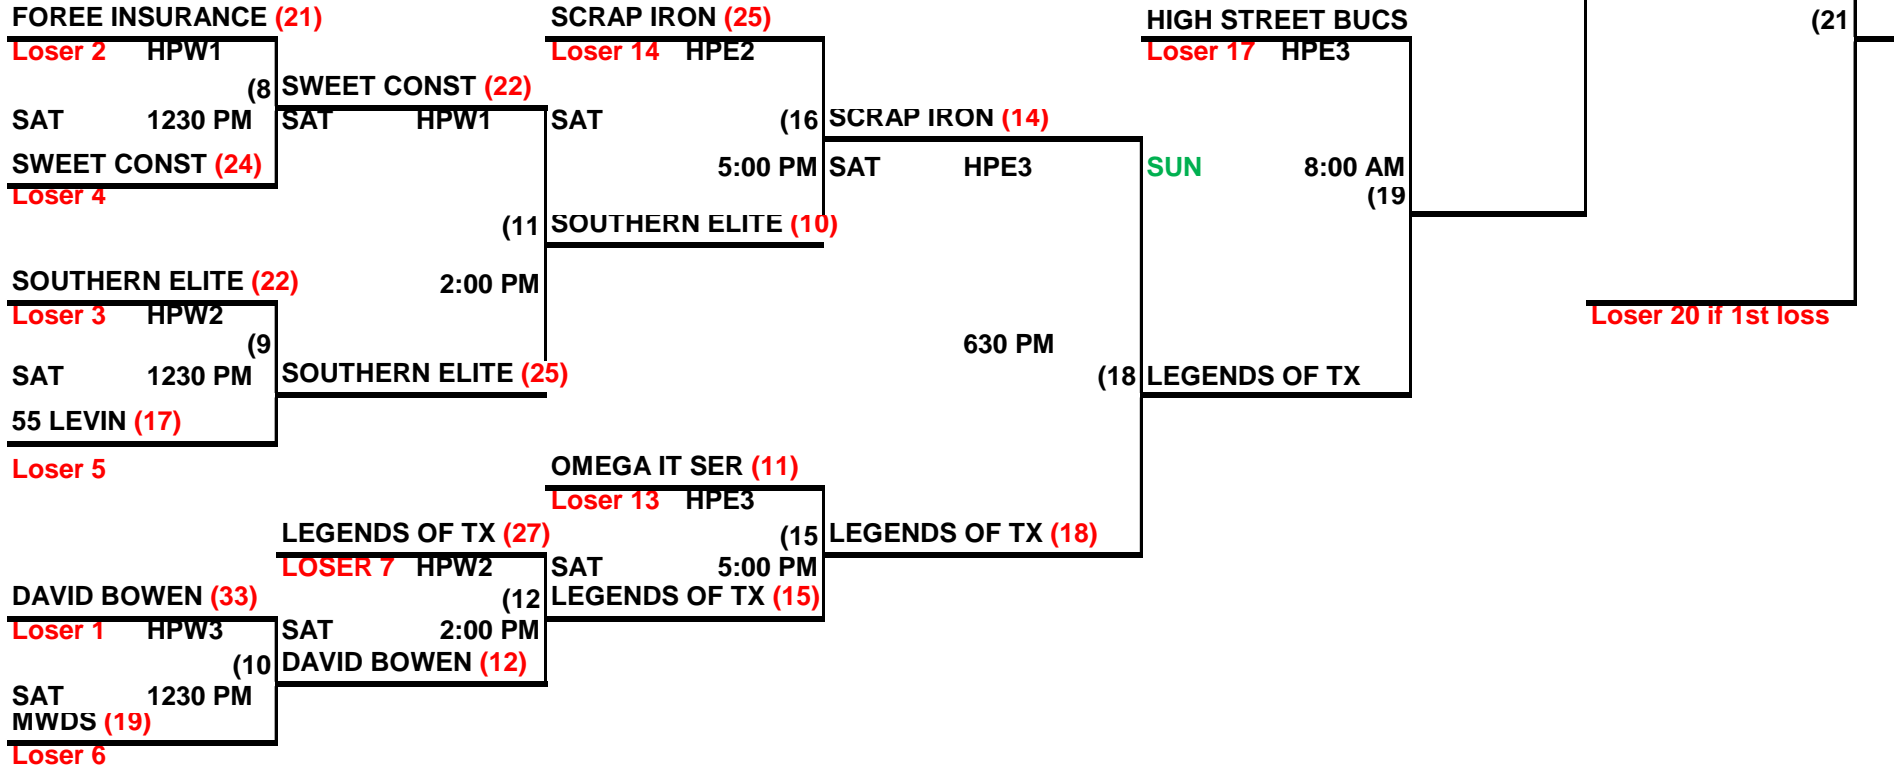 FOREE INSURANCE (21)
SCRAP IRON (25)
HIGH STREET BUCS
(21
Loser 2 HPW1
Loser 14 HPE2
Loser 17 HPE3
(8 SWEET CONST (22)
SAT 1230 PM
SAT HPW1
SAT (16
SCRAP IRON (14)
SWEET CONST (24)
5:00 PM
SAT HPE3
SUN 8:00 AM
Loser 4
(19
(11 SOUTHERN ELITE (10)
SOUTHERN ELITE (22)
2:00 PM
Loser 3 HPW2
Loser 20 if 1st loss
(9
630 PM
SAT 1230 PM
SOUTHERN ELITE (25)
(18 LEGENDS OF TX
55 LEVIN (17)
Loser 5
OMEGA IT SER (11)
Loser 13 HPE3
LEGENDS OF TX (27)
(15 LEGENDS OF TX (18)
LOSER 7 HPW2
SAT 5:00 PM
DAVID BOWEN (33)
(12 LEGENDS OF TX (15)
Loser 1 HPW3
SAT 2:00 PM
(10 DAVID BOWEN (12)
SAT 1230 PM
MWDS (19)
Loser 6